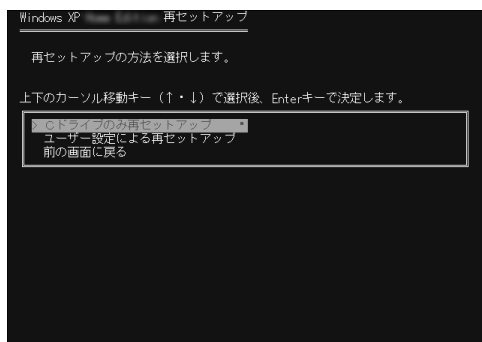 Windows XP 再セットアップ
再セットアップの方法を選択します。
上下のカーソル移動キー（↑・↓）で選択後、Enterキーで決定します。
> Cドライブのみ再セットアップ
ユーザー設定による再セットアップ
前の画面に戻る